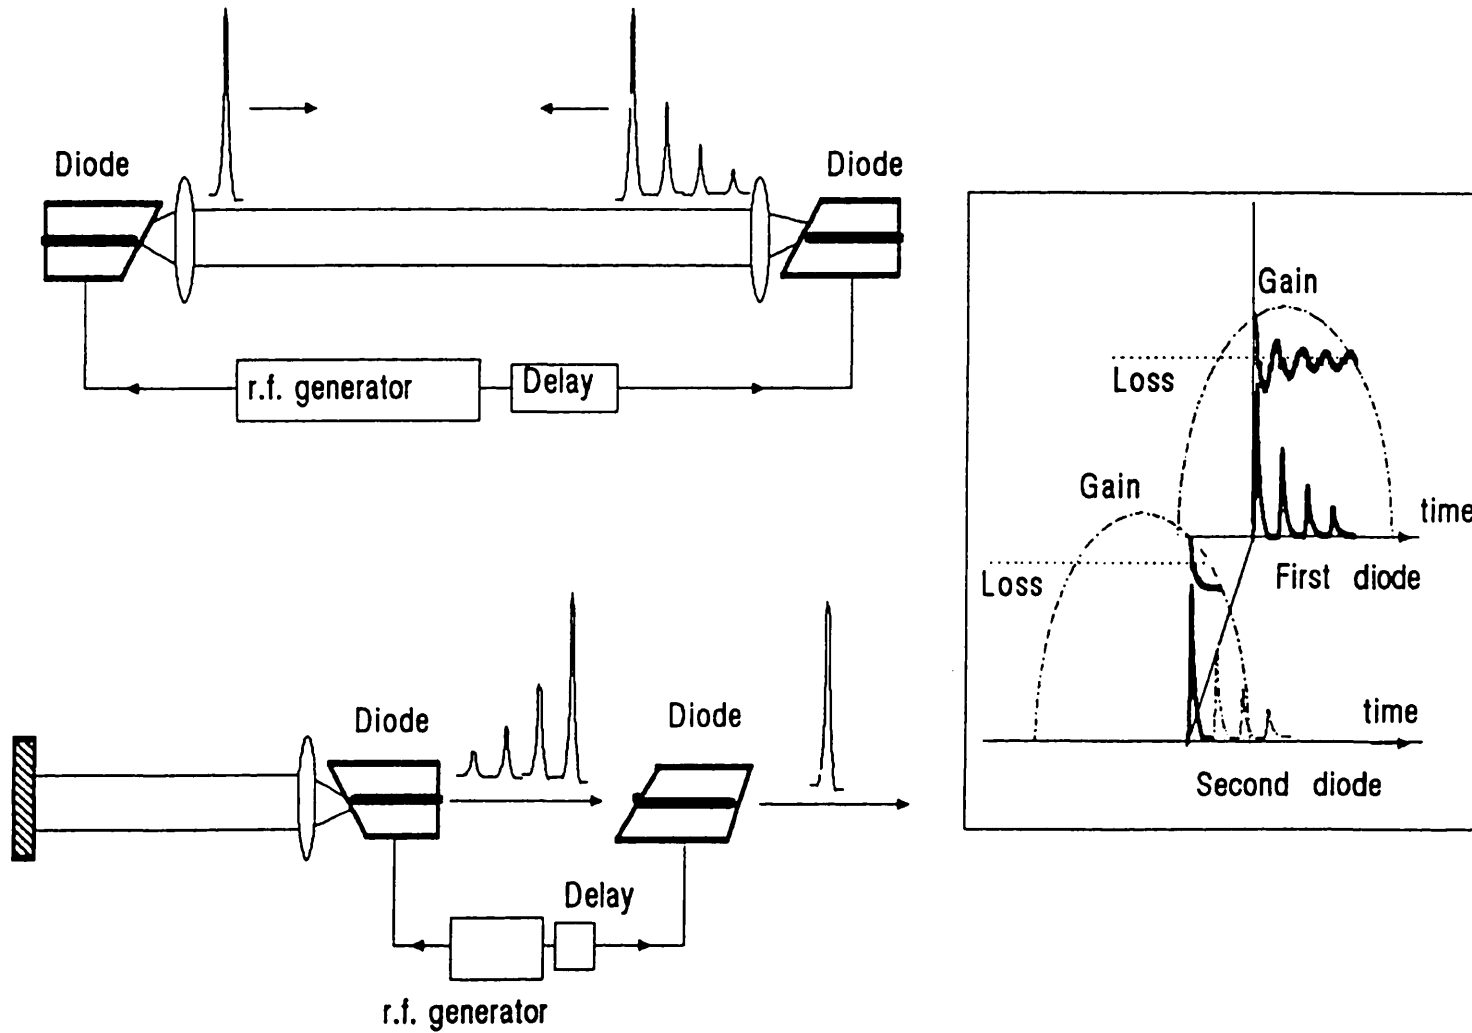 Diode
Diode
r.f. generator
Delay
Diode
Diode
Delay
r.f. generator
Gain
Loss
time
First diode
Gain
Loss
time
Second diode